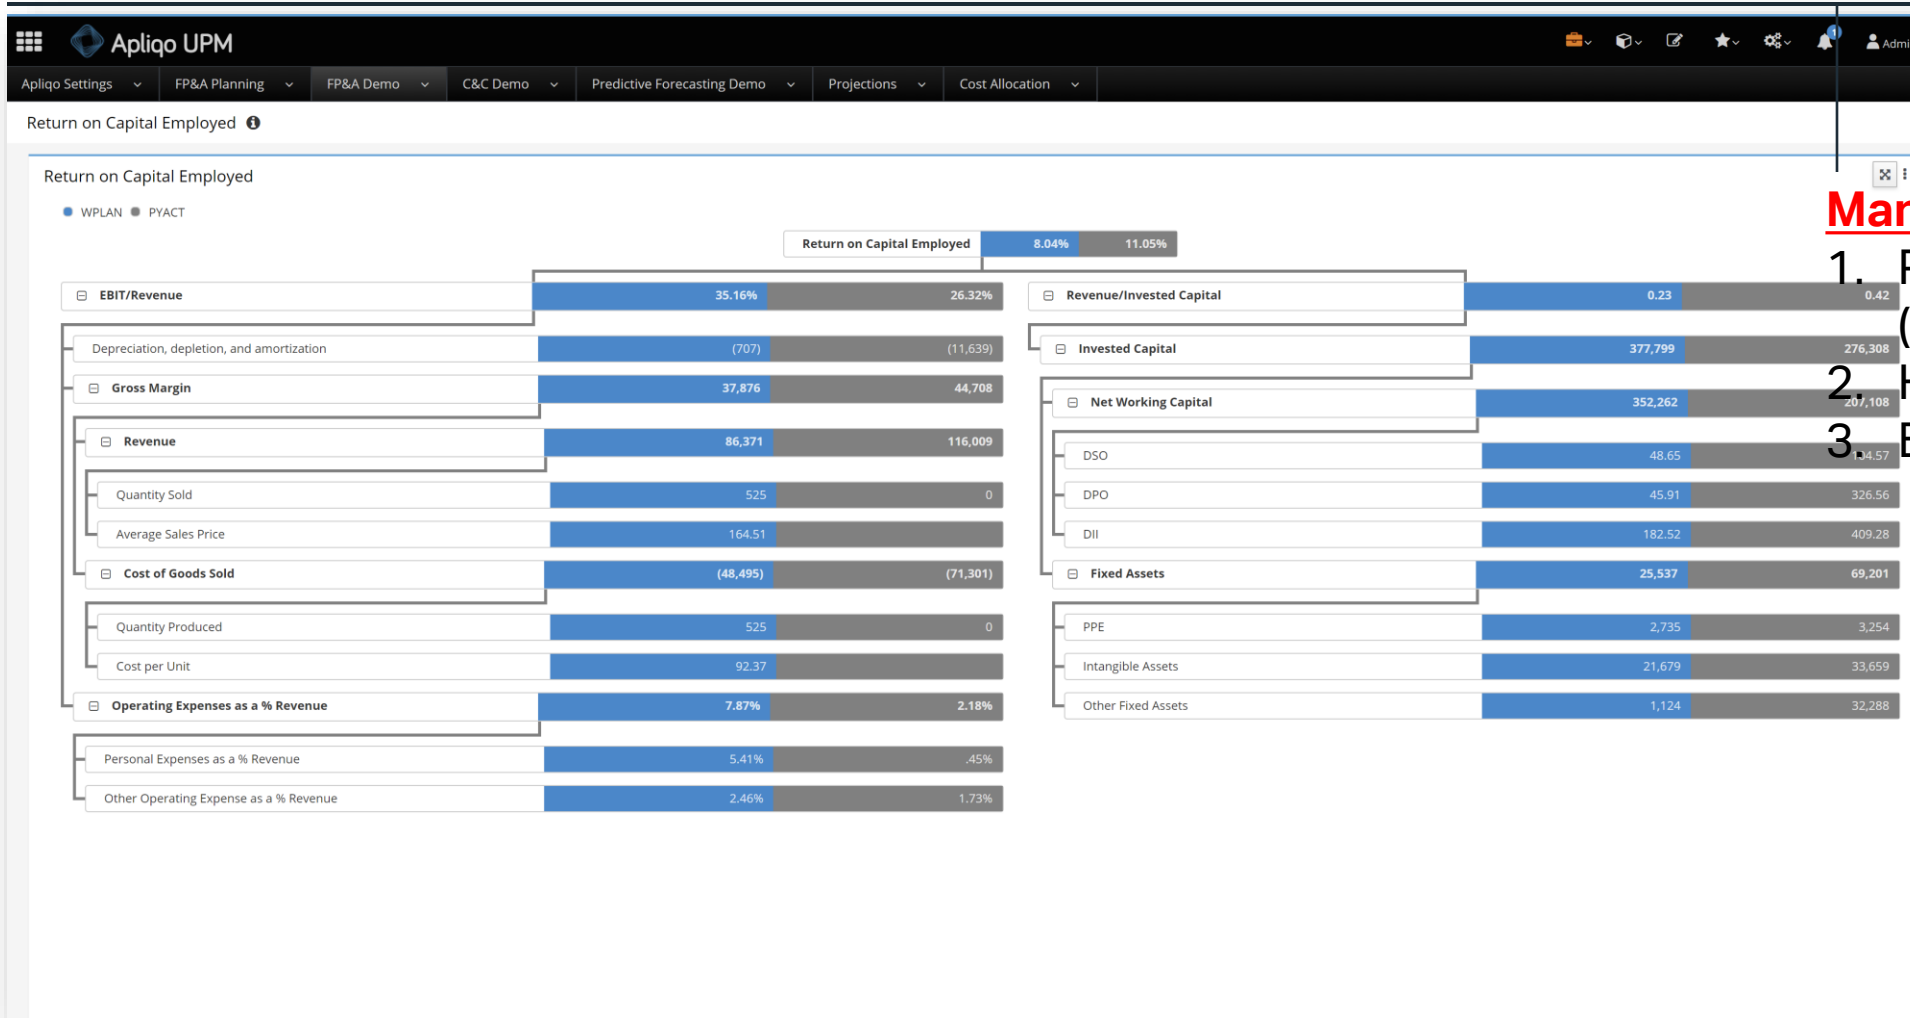 Apliqo UPM
1
Admi
Apliqo Settings FP&A Planning FP&A Demo C&C Demo Predictive Forecasting Demo Projections Cost Allocation
Return on Capital Employed
Return on Capital Employed
WPLAN PYACT
Return on Capital Employed 8.04% 11.05%
EBIT/Revenue 35.16% 26.32%
Depreciation, depletion, and amortization (707) (11,639)
Gross Margin 37,876 44,708
Revenue 86,371 116,009
Quantity Sold 525 0
Average Sales Price 164.51
Cost of Goods Sold (48,495) (71,301)
Quantity Produced 525 0
Cost per Unit 92.37
Operating Expenses as a % Revenue 7.87% 2.18%
Personal Expenses as a % Revenue 5.41% .45%
Other Operating Expense as a % Revenue 2.46% 1.73%
Revenue/Invested Capital 0.23 0.42
Invested Capital 377,799 276,308
Net Working Capital 352,262 207,108
DSO 48.65 104.57
DPO 45.91 326.56
DII 182.52 409.28
Fixed Assets 25,537 69,201
PPE 2,735 3,254
Intangible Assets 21,679 33,659
Other Fixed Assets 1,124 32,288
1.
(
2.
3.